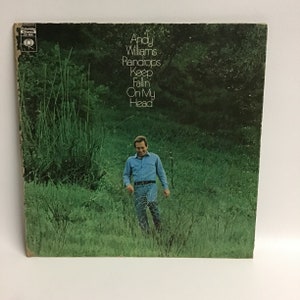 Andy
Williams
Raindrops
Keep
Fallin'
On My
Head